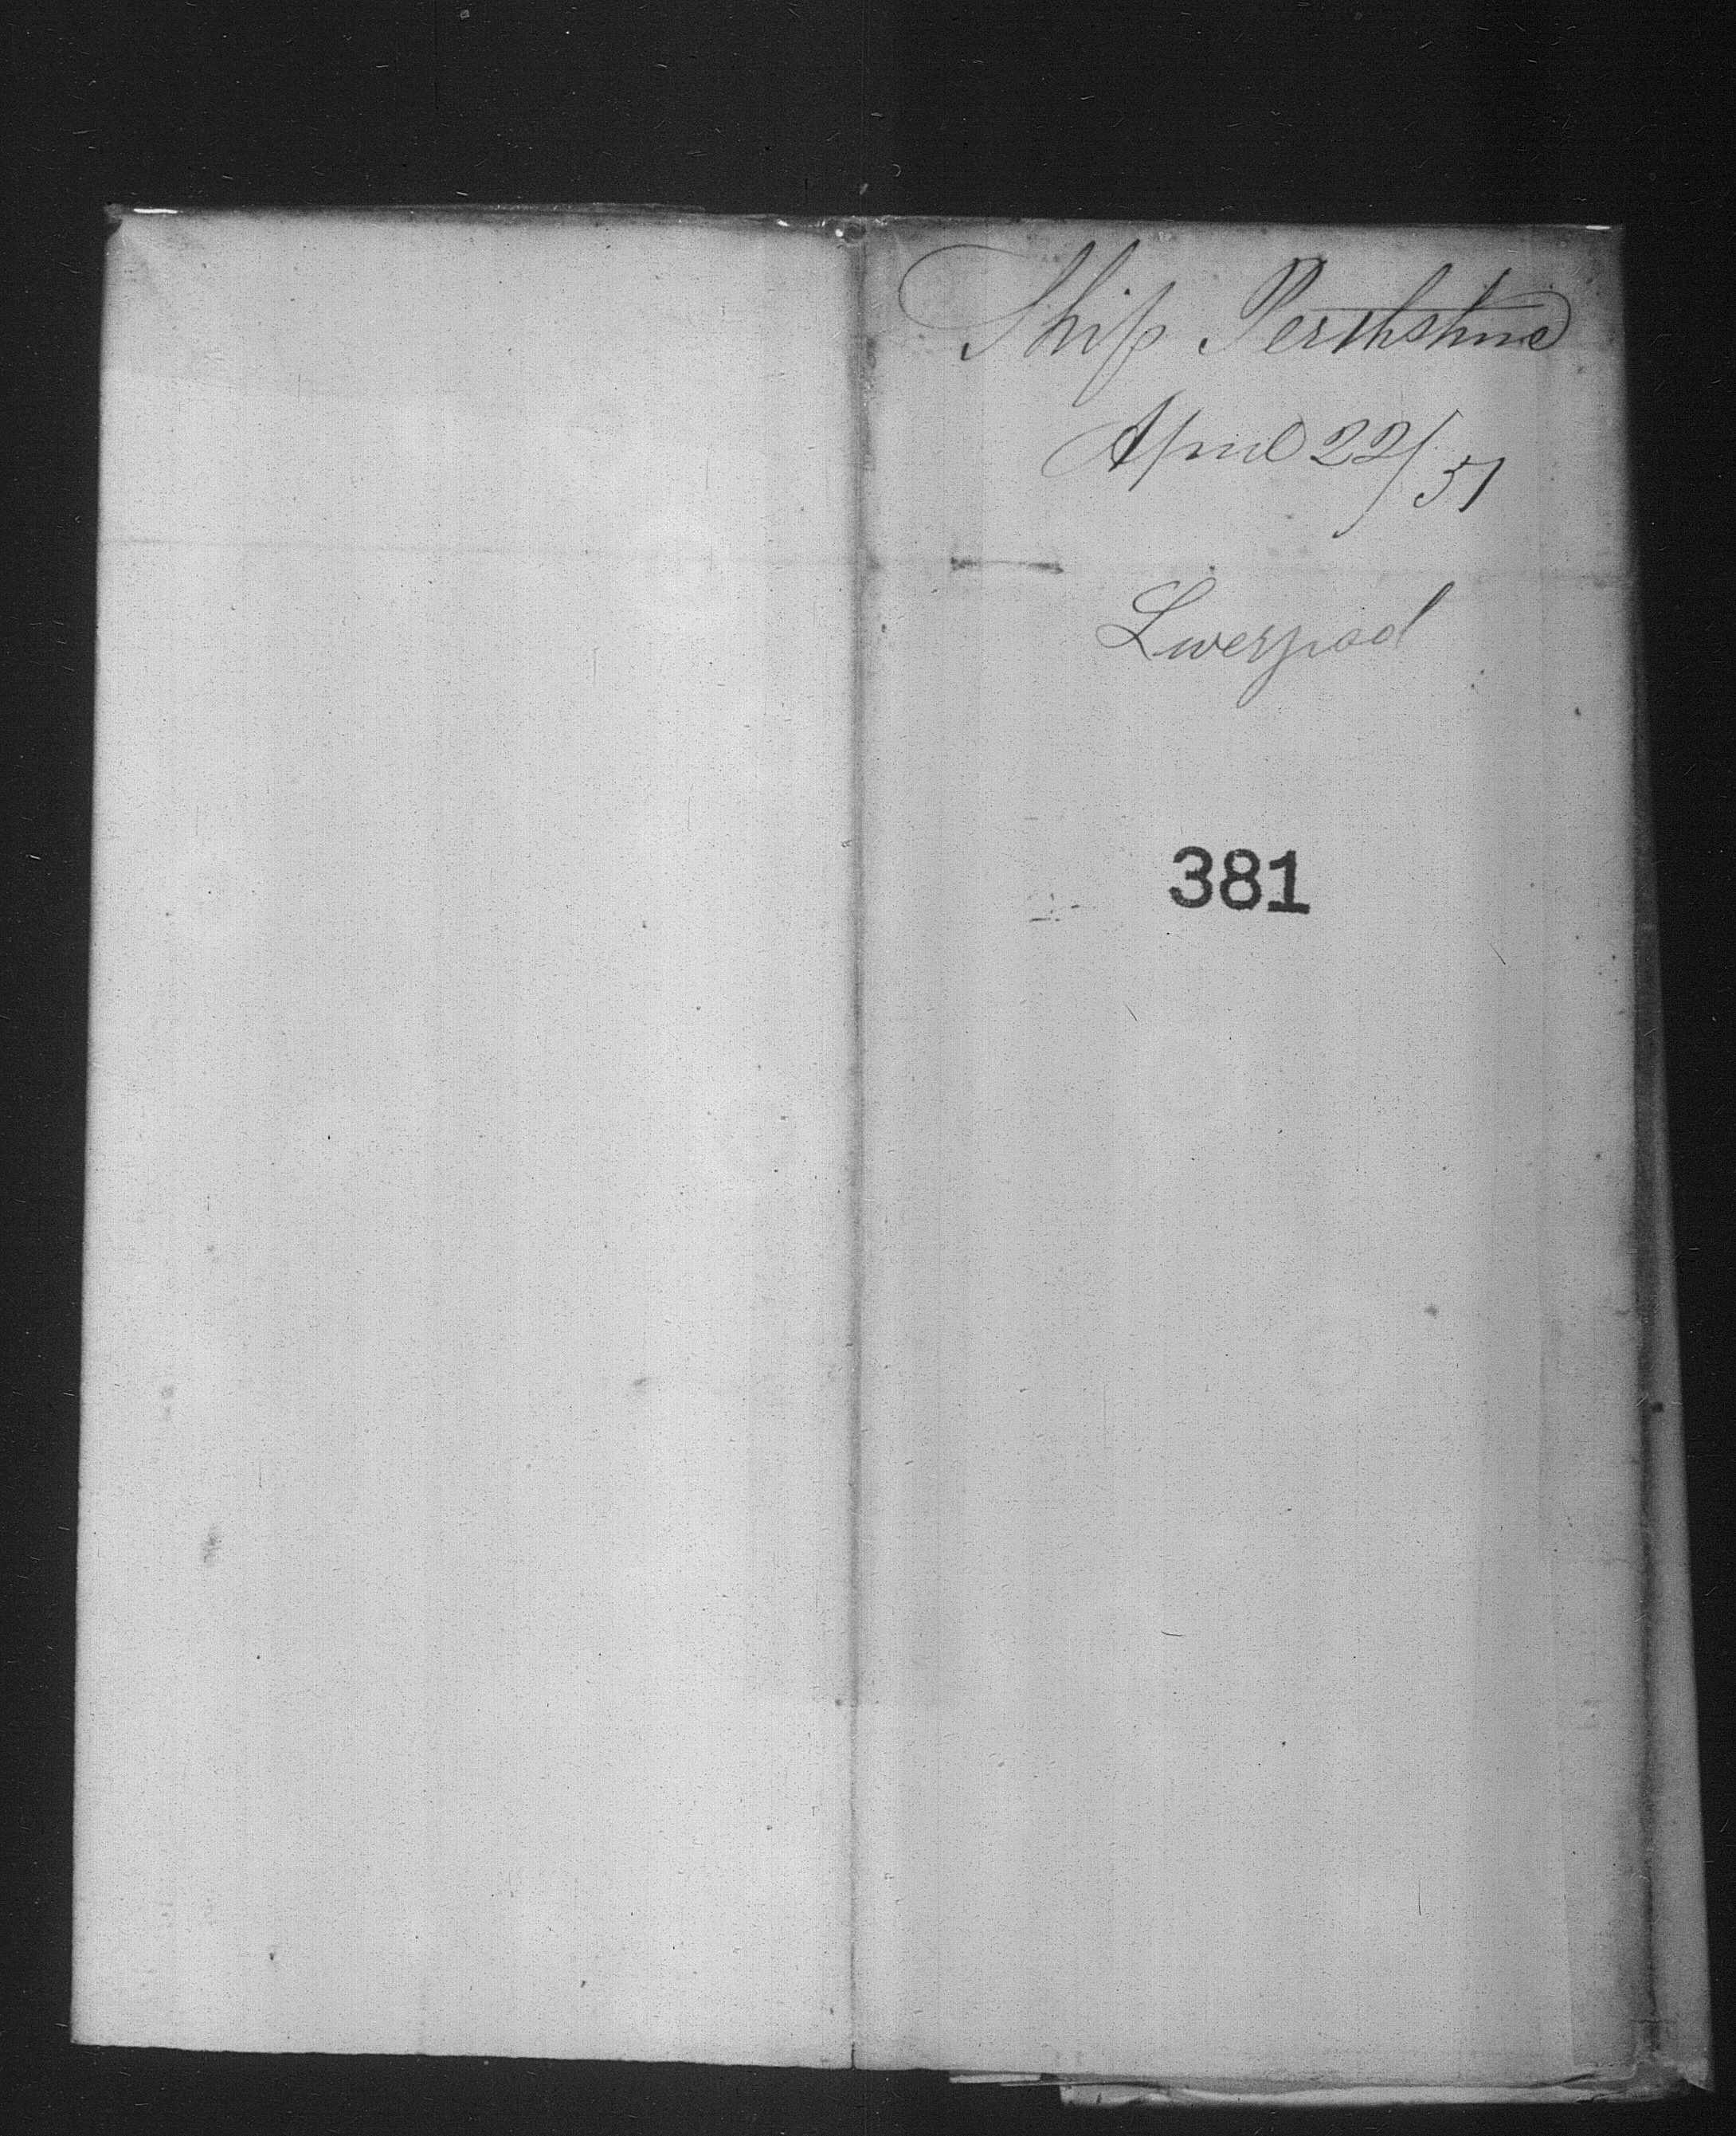 Ship Perthshire
April 22/51
Liverpool
381